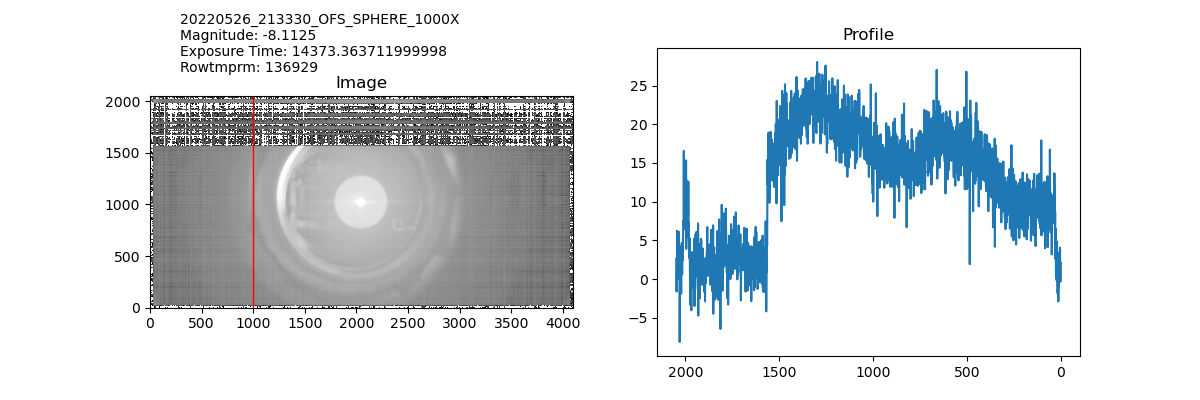 20220526_213330_OFS_SPHERE_1000X
Magnitude: -8.1125
Exposure Time: 14373.363711999998
Rowtmprm: 136929
Image
2000
1500
1000
500
0
0 500 1000 1500 2000 2500 3000 3500 4000
Profile
25
20
15
10
5
0
−5
2000 1500 1000 500 0